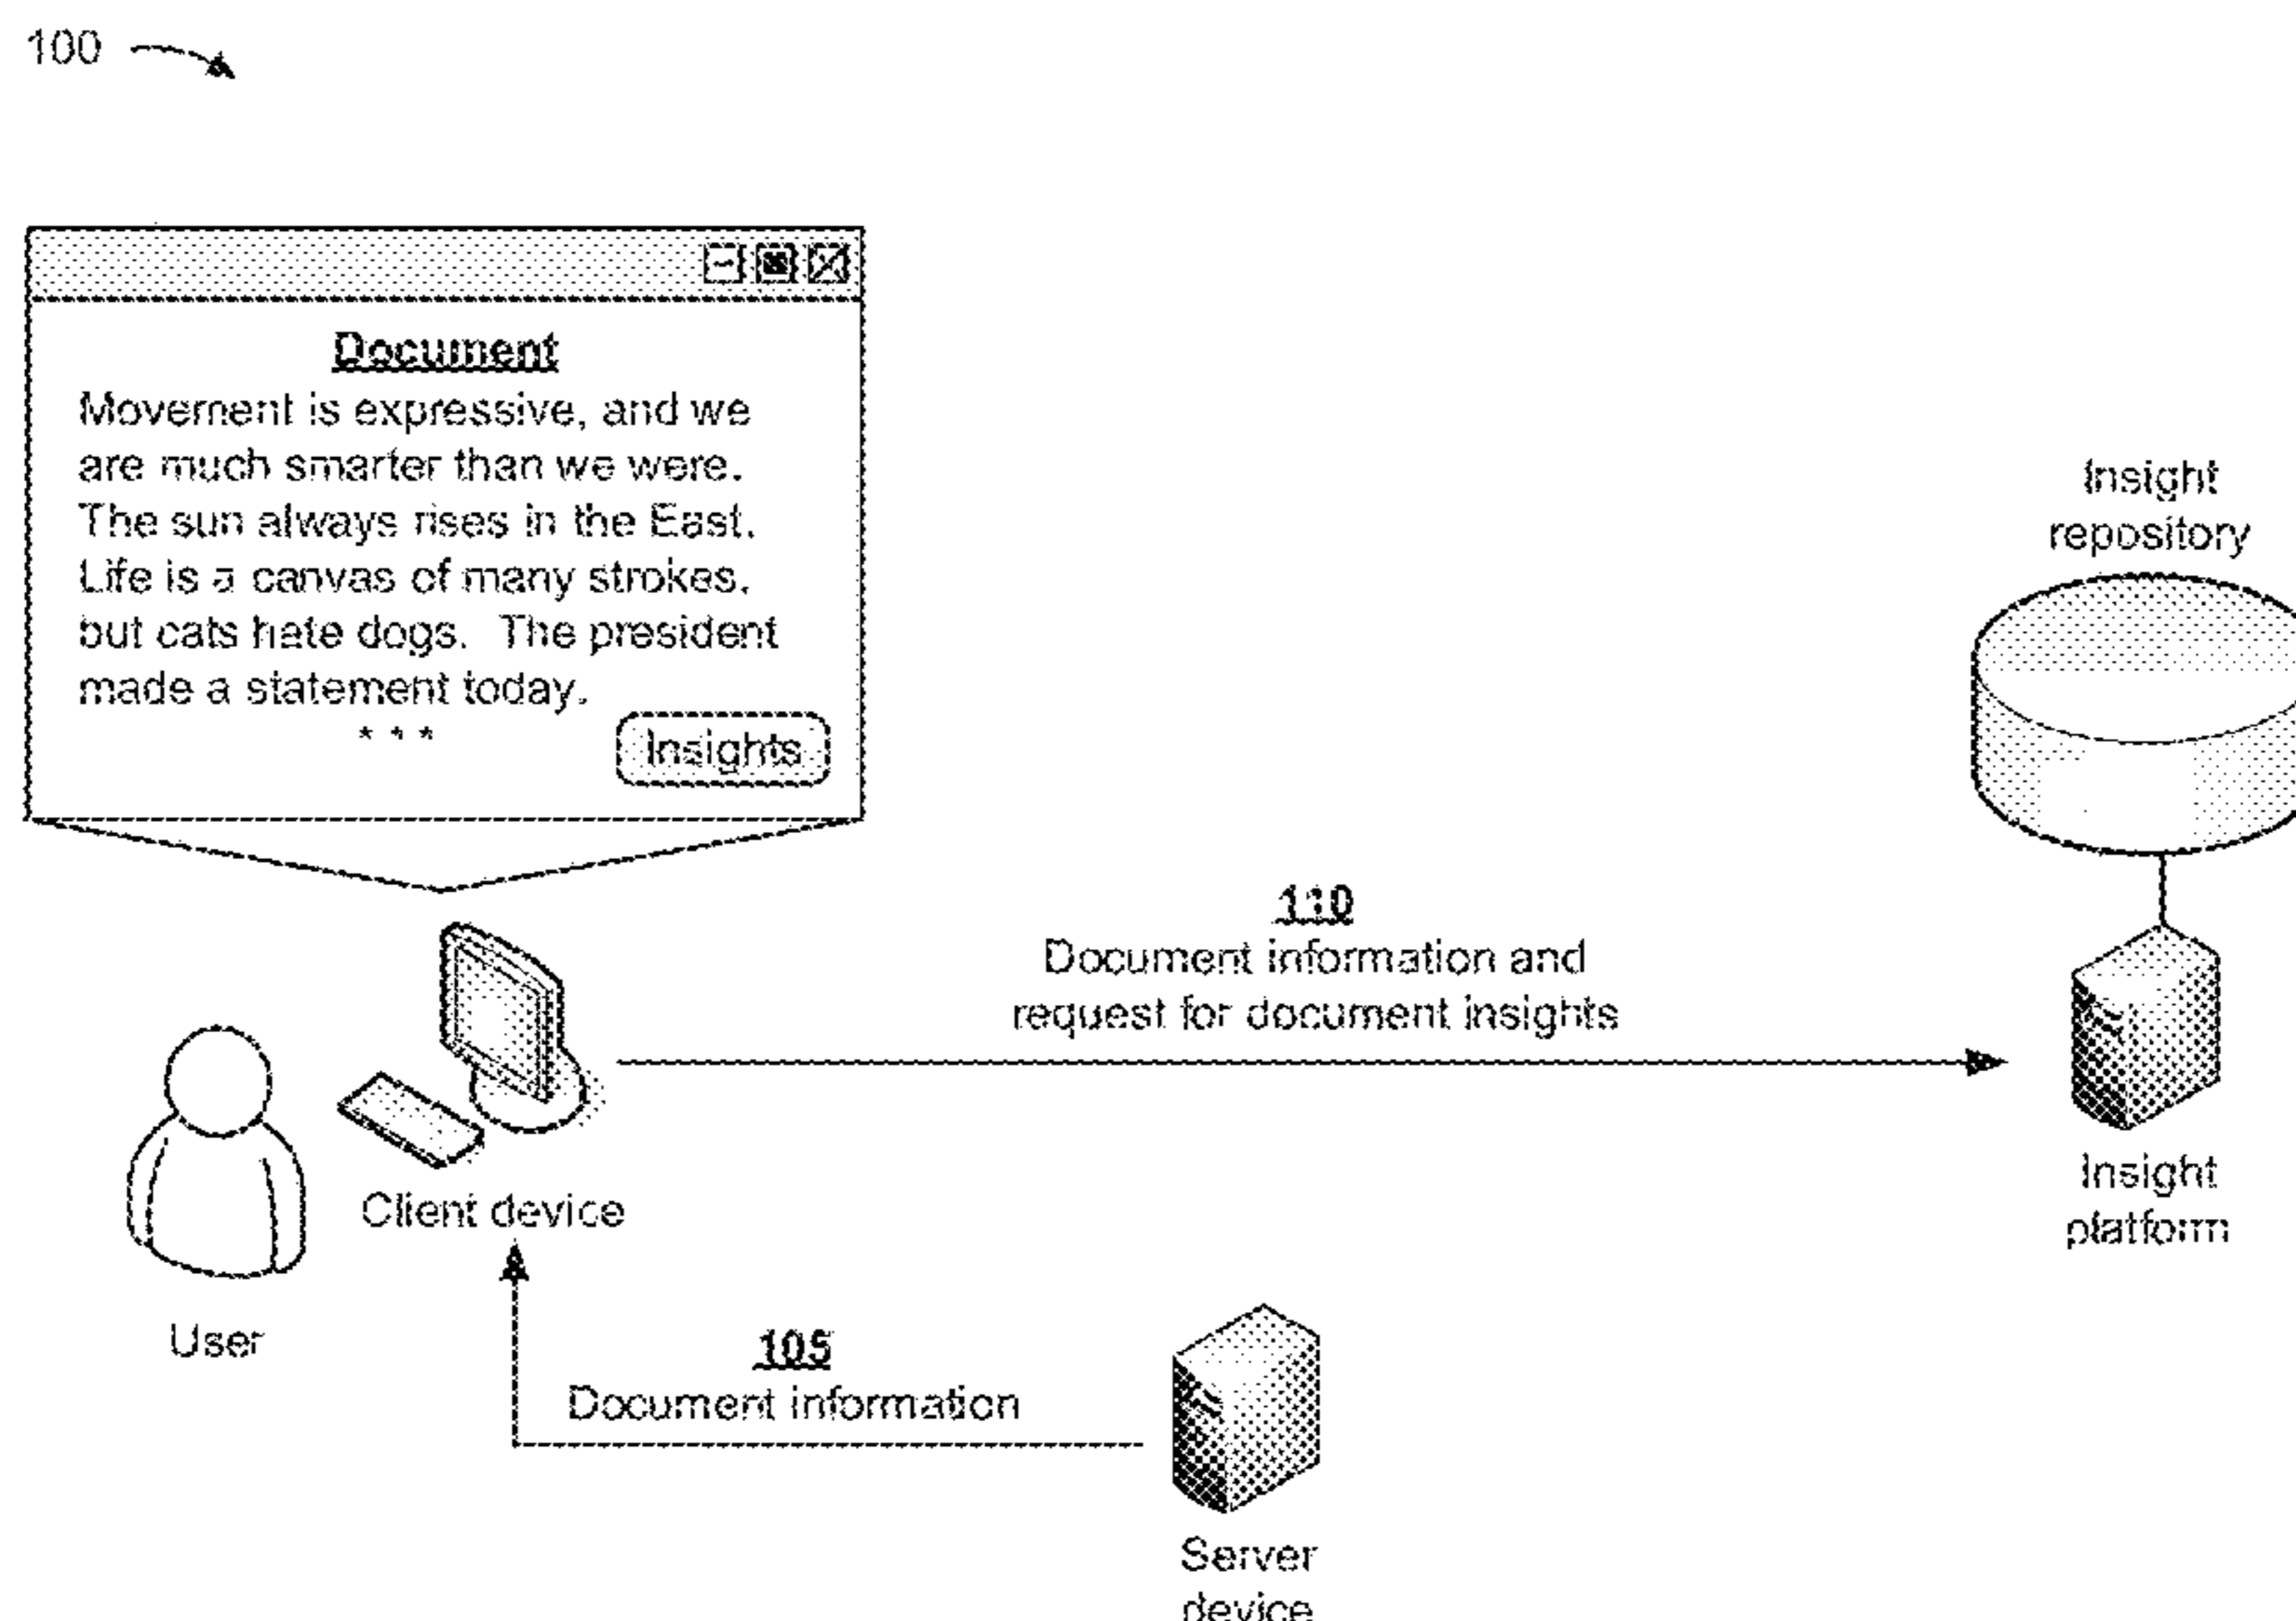 100
Document
Movement is expressive, and we
are much smarter than we were.
The sun always rises in the East.
Life is a canvas of many strokes,
but cats hate dogs. The president
made a statement today.
* * *
Insights
Insight
repository
110
Document information and
request for document insights
Insight
platform
Client device
User
105
Document information
Server
device